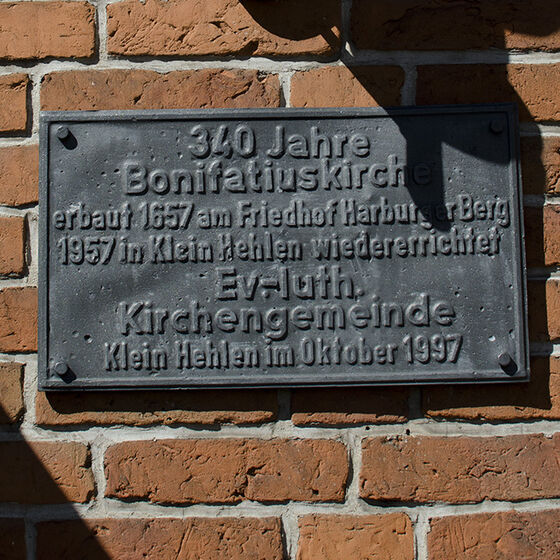 340 Jahre
Bonifatiuskirche
erbaut 1657 am Friedhof Harburger Berg
1957 in Klein Hehlen wiedererrichtet
Ev.-luth.
Kirchengemeinde
Klein Hehlen im Oktober 1997